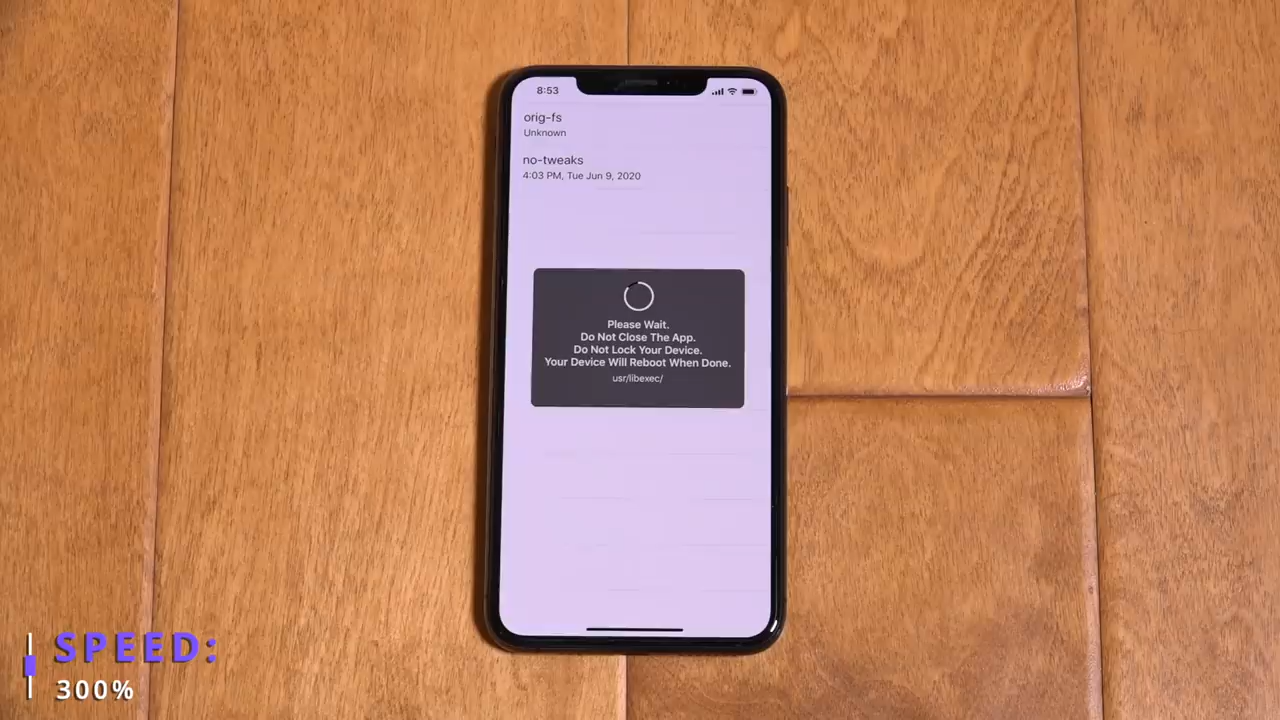 8:53
orig-fs
Unknown
no-tweaks
4:03 PM, Tue Jun 9, 2020
Please Wait.
Do Not Close The App.
Do Not Lock Your Device.
Your Device Will Reboot When Done.
usr/libexec/
SPEED:
300%